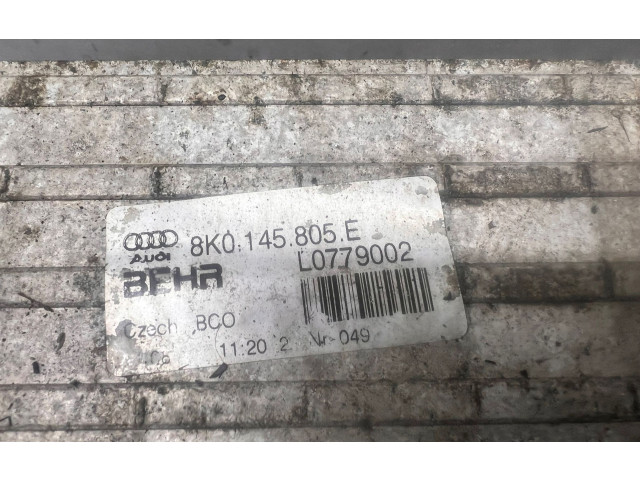 8K0.145.805.E
Audi
L0779002
BEHR
Czech BCO
11:20 2 Nr 049